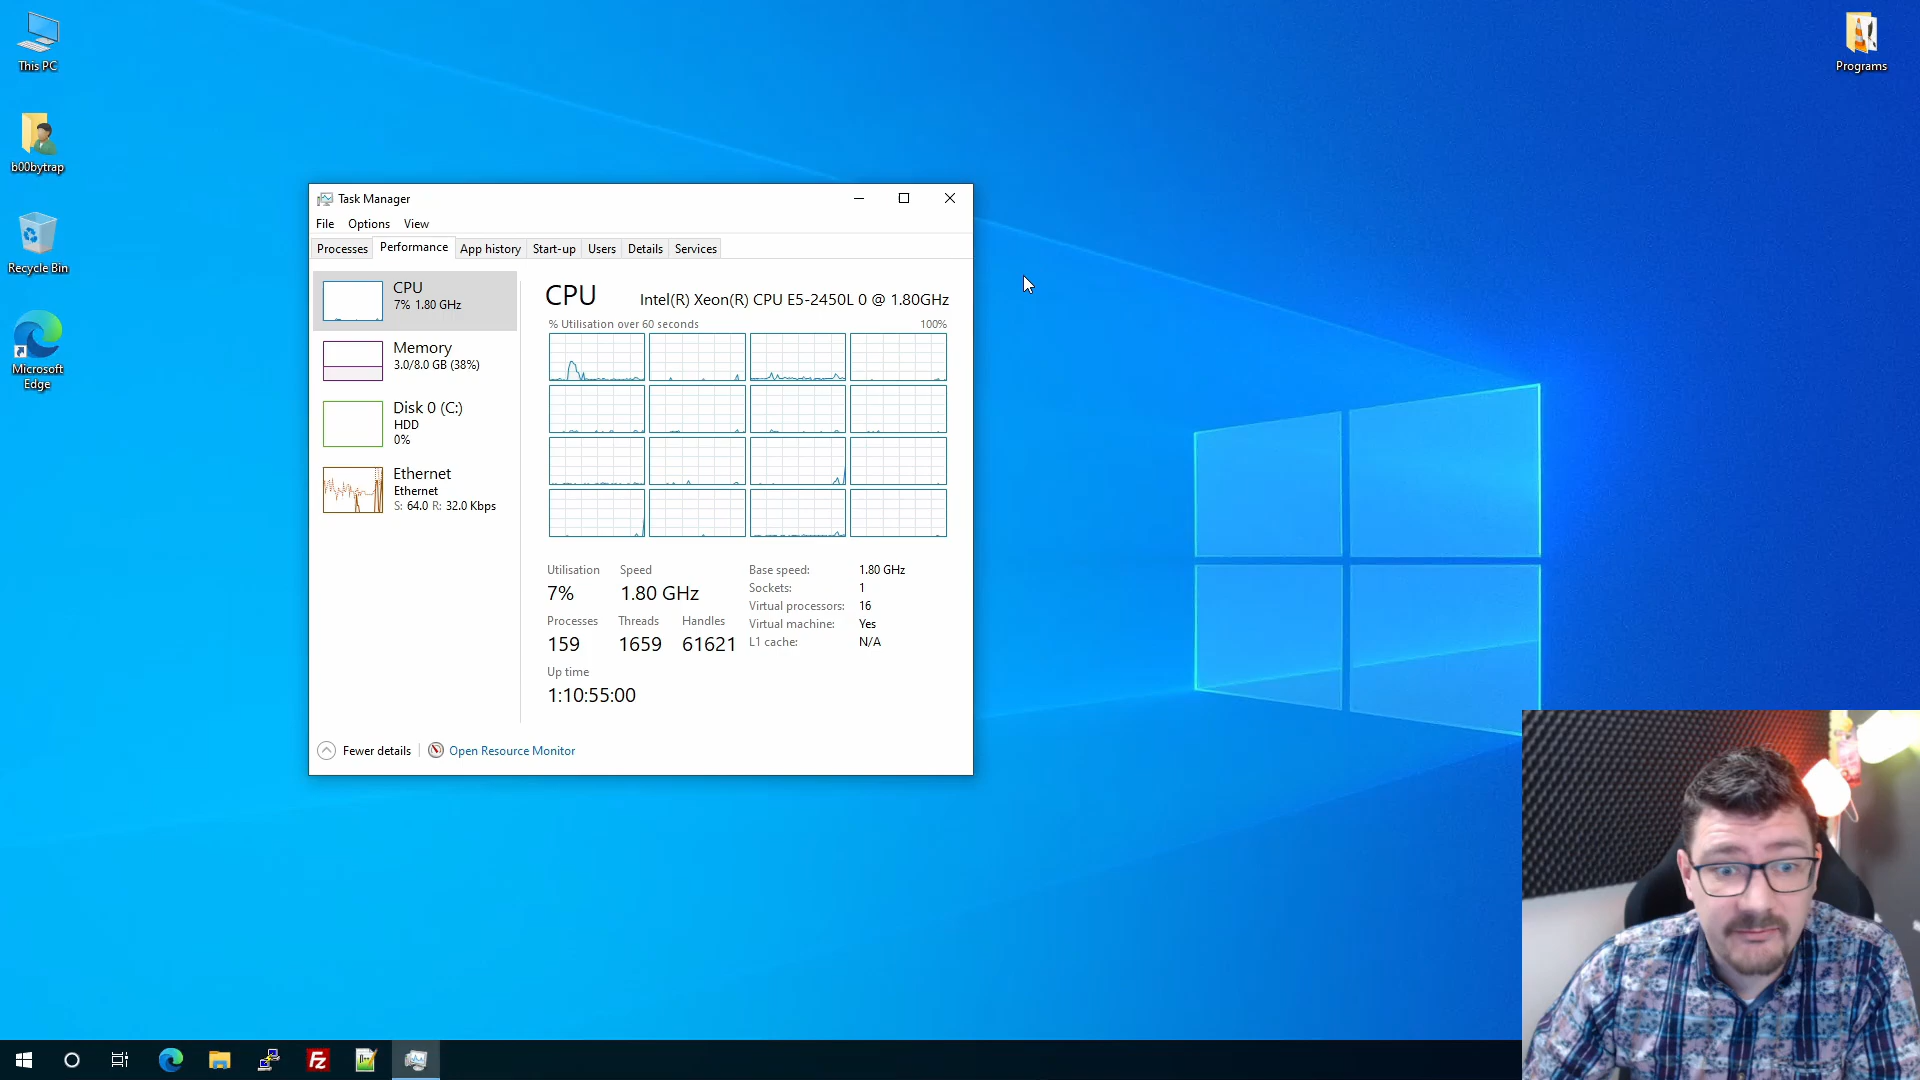 This PC
b00bytrap
Recycle Bin
Microsoft
Edge
Programs
Task Manager
File Options View
Processes Performance App history Start-up Users Details Services
CPU
7% 1.80 GHz
Memory
3.0/8.0 GB (38%)
Disk 0 (C:)
HDD
0%
Ethernet
Ethernet
S: 64.0 R: 32.0 Kbps
CPU Intel(R) Xeon(R) CPU E5-2450L 0 @ 1.80GHz
% Utilisation over 60 seconds 100%
Utilisation Speed
7% 1.80 GHz
Processes Threads Handles
159 1659 61621
Up time
1:10:55:00
Base speed: 1.80 GHz
Sockets: 1
Virtual processors: 16
Virtual machine: Yes
L1 cache: N/A
Fewer details Open Resource Monitor
Fz